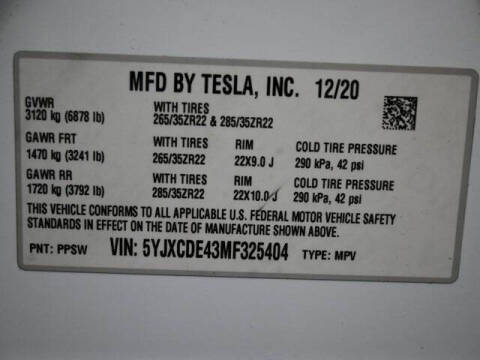 MFD BY TESLA, INC. 12/20
GVWR
3120 kg (6878 lb)
WITH TIRES
265/35ZR22 & 285/35ZR22
GAWR FRT
1470 kg (3241 lb)
WITH TIRES
265/35ZR22
RIM
22X9.0 J
COLD TIRE PRESSURE
290 kPa, 42 psi
GAWR RR
1720 kg (3792 lb)
WITH TIRES
285/35ZR22
RIM
22X10.0 J
COLD TIRE PRESSURE
290 kPa, 42 psi
THIS VEHICLE CONFORMS TO ALL APPLICABLE U.S. FEDERAL MOTOR VEHICLE SAFETY
STANDARDS IN EFFECT ON THE DATE OF MANUFACTURE SHOWN ABOVE.
PNT: PPSW VIN: 5YJXCDE43MF325404 TYPE: MPV